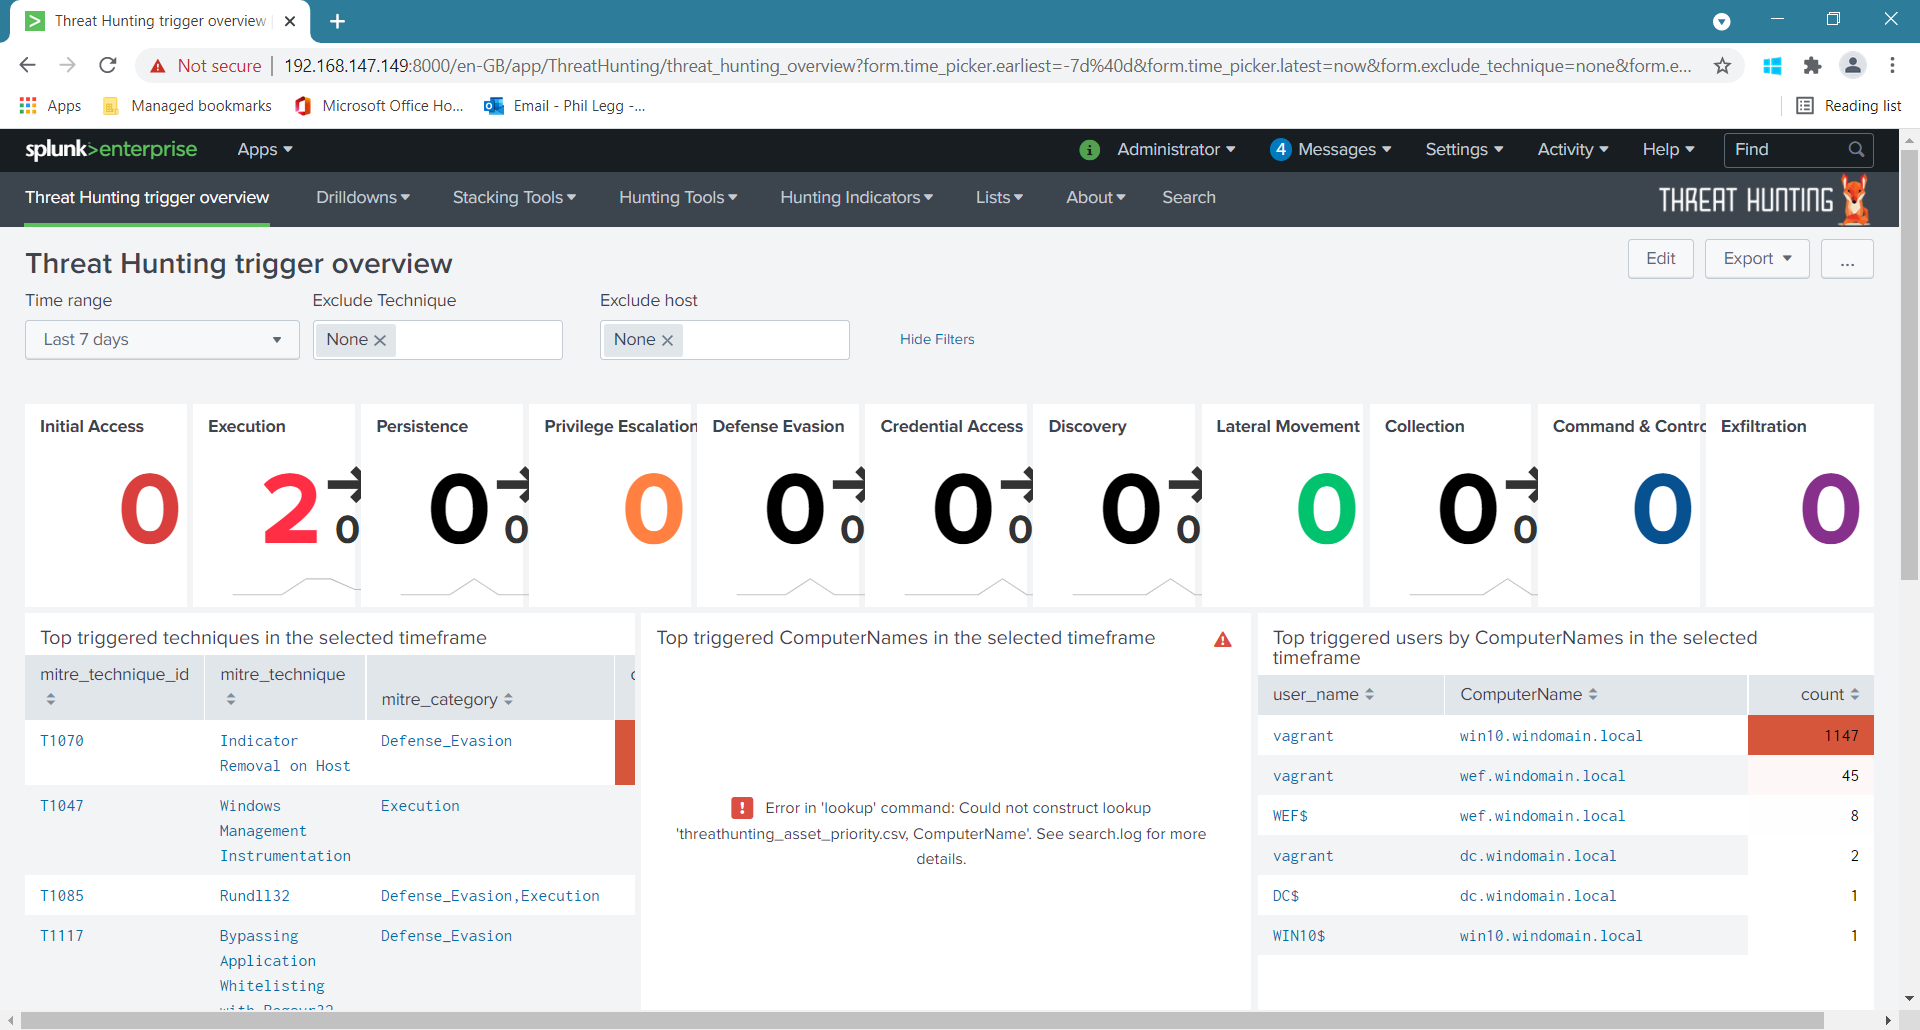 Threat Hunting trigger overview
Not secure
192.168.147.149:8000/en-GB/app/ThreatHunting/threat_hunting_overview?form.time_picker.earliest=-7d%40d&form.time_picker.latest=now&form.exclude_technique=none&form.e...
Apps
Managed bookmarks
Microsoft Office Ho...
Email - Phil Legg -...
Reading list
splunk>enterprise
Apps
i
Administrator
4
Messages
Settings
Activity
Help
Find
Threat Hunting trigger overview
Drilldowns
Stacking Tools
Hunting Tools
Hunting Indicators
Lists
About
Search
THREAT HUNTING
Threat Hunting trigger overview
Edit
Export
...
Time range
Exclude Technique
Exclude host
Last 7 days
None
None
Hide Filters
Initial Access
0
Execution
2
0
Persistence
0
0
Privilege Escalation
0
Defense Evasion
0
0
Credential Access
0
0
Discovery
0
0
Lateral Movement
0
Collection
0
0
Command & Contro
0
Exfiltration
0
Top triggered techniques in the selected timeframe
mitre_technique_id
mitre_technique
mitre_category
T1070
Indicator
Removal on Host
Defense_Evasion
T1047
Windows
Management
Instrumentation
Execution
T1085
Rundll32
Defense_Evasion,Execution
T1117
Bypassing
Application
Whitelisting
with Regsvr32
Defense_Evasion
Top triggered ComputerNames in the selected timeframe
Error in 'lookup' command: Could not construct lookup
'threathunting_asset_priority.csv, ComputerName'. See search.log for more
details.
Top triggered users by ComputerNames in the selected
timeframe
user_name ComputerName count
vagrant win10.windomain.local 1147
vagrant wef.windomain.local 45
WEF$ wef.windomain.local 8
vagrant dc.windomain.local 2
DC$ dc.windomain.local 1
WIN10$ win10.windomain.local 1